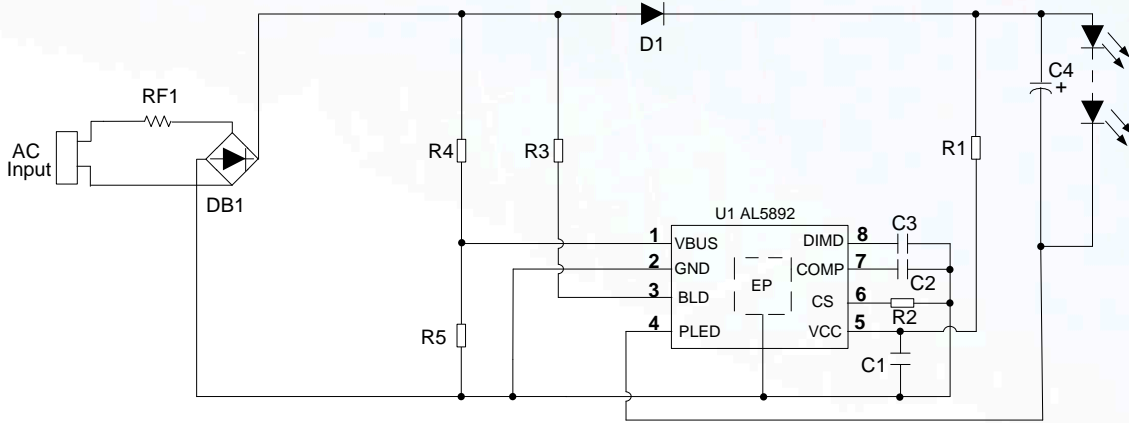 D1
RF1
C4
+
AC
Input
R4
R3
R1
DB1
U1 AL5892
1
VBUS
DIMD
8
C3
2
GND
COMP
7
C2
EP
3
BLD
CS
6
R2
4
PLED
VCC
5
R5
C1